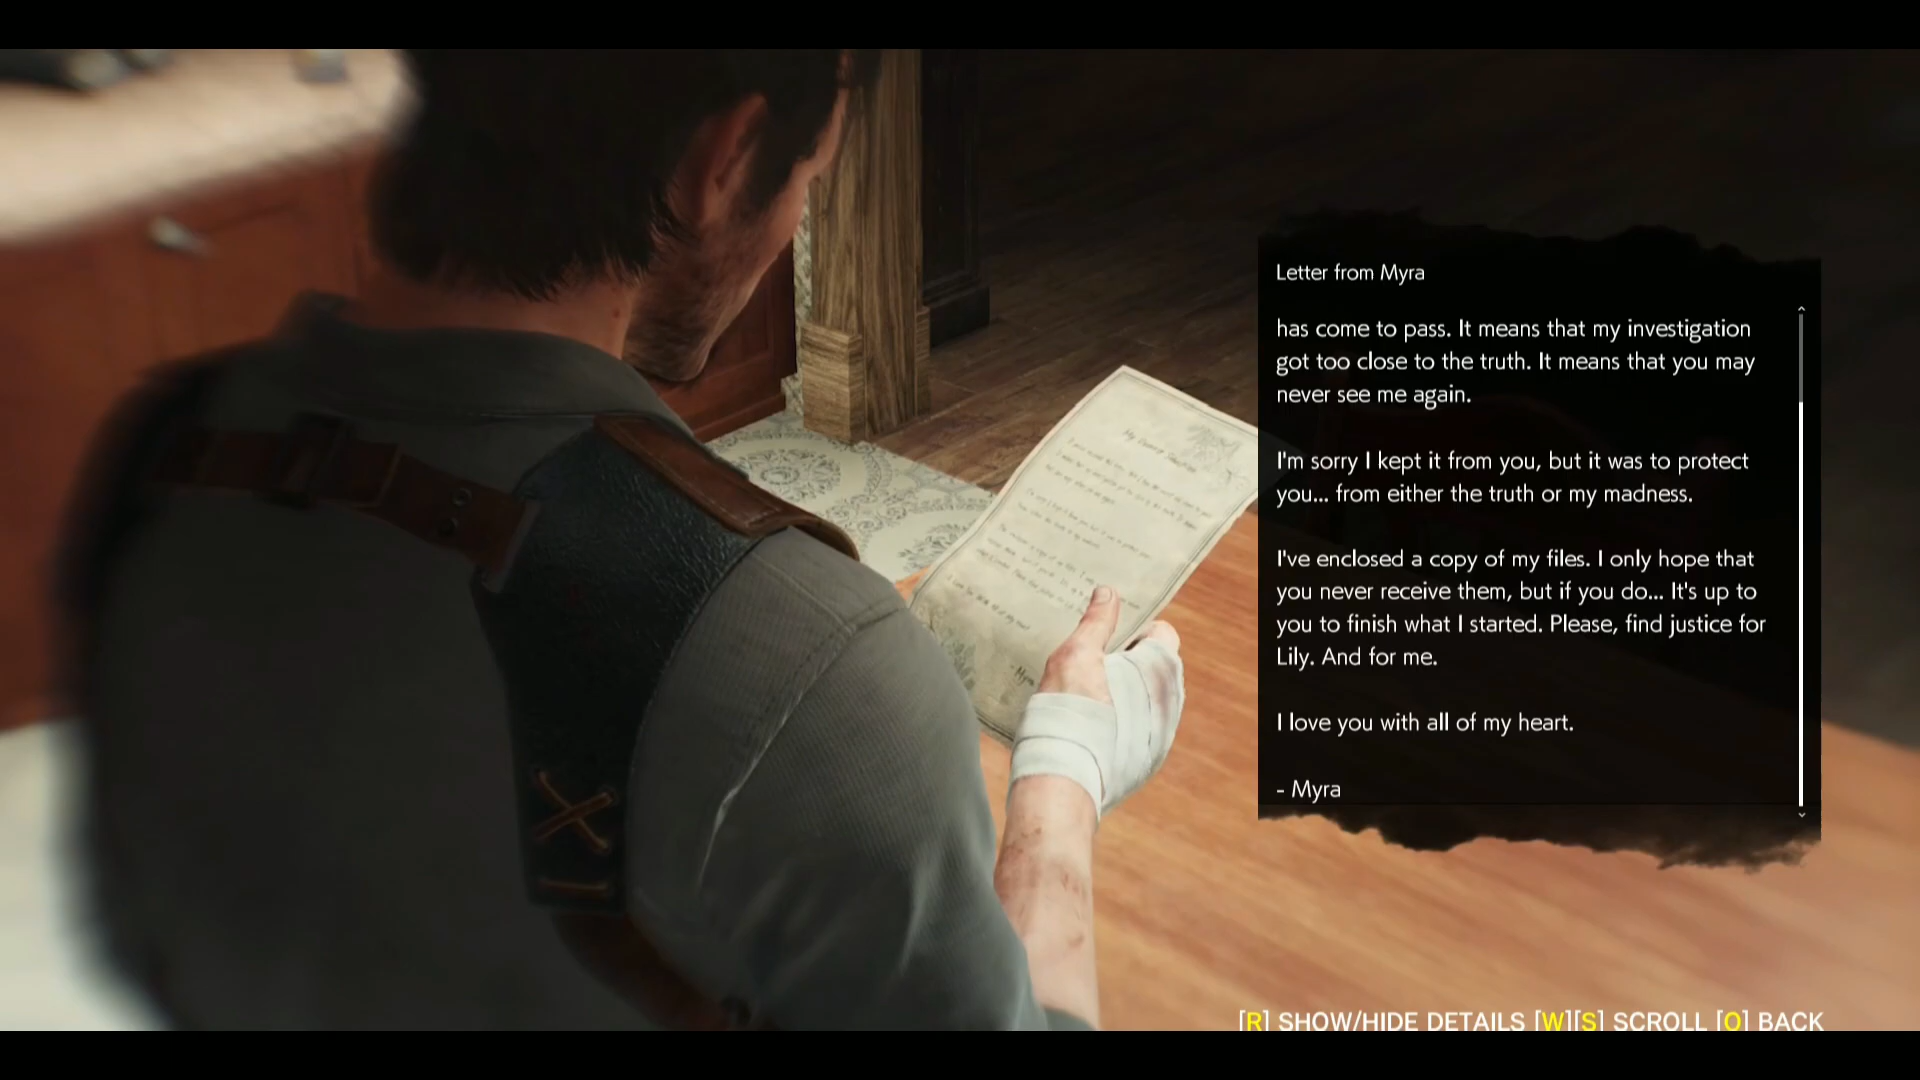 Letter from Myra
has come to pass. It means that my investigation
got too close to the truth. It means that you may
never see me again.
I'm sorry I kept it from you, but it was to protect
you... from either the truth or my madness.
I've enclosed a copy of my files. I only hope that
you never receive them, but if you do... It's up to
you to finish what I started. Please, find justice for
Lily. And for me.
I love you with all of my heart.
- Myra
[R] SHOW/HIDE DETAILS [W][S] SCROLL [O] BACK